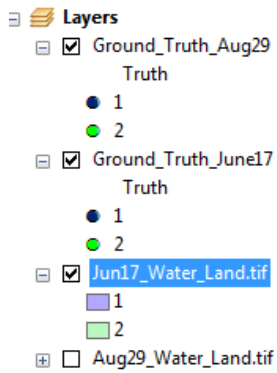 Layers
Ground_Truth_Aug29
Truth
1
2
Ground_Truth_June17
Truth
1
2
Jun17_Water_Land.tif
1
2
Aug29_Water_Land.tif